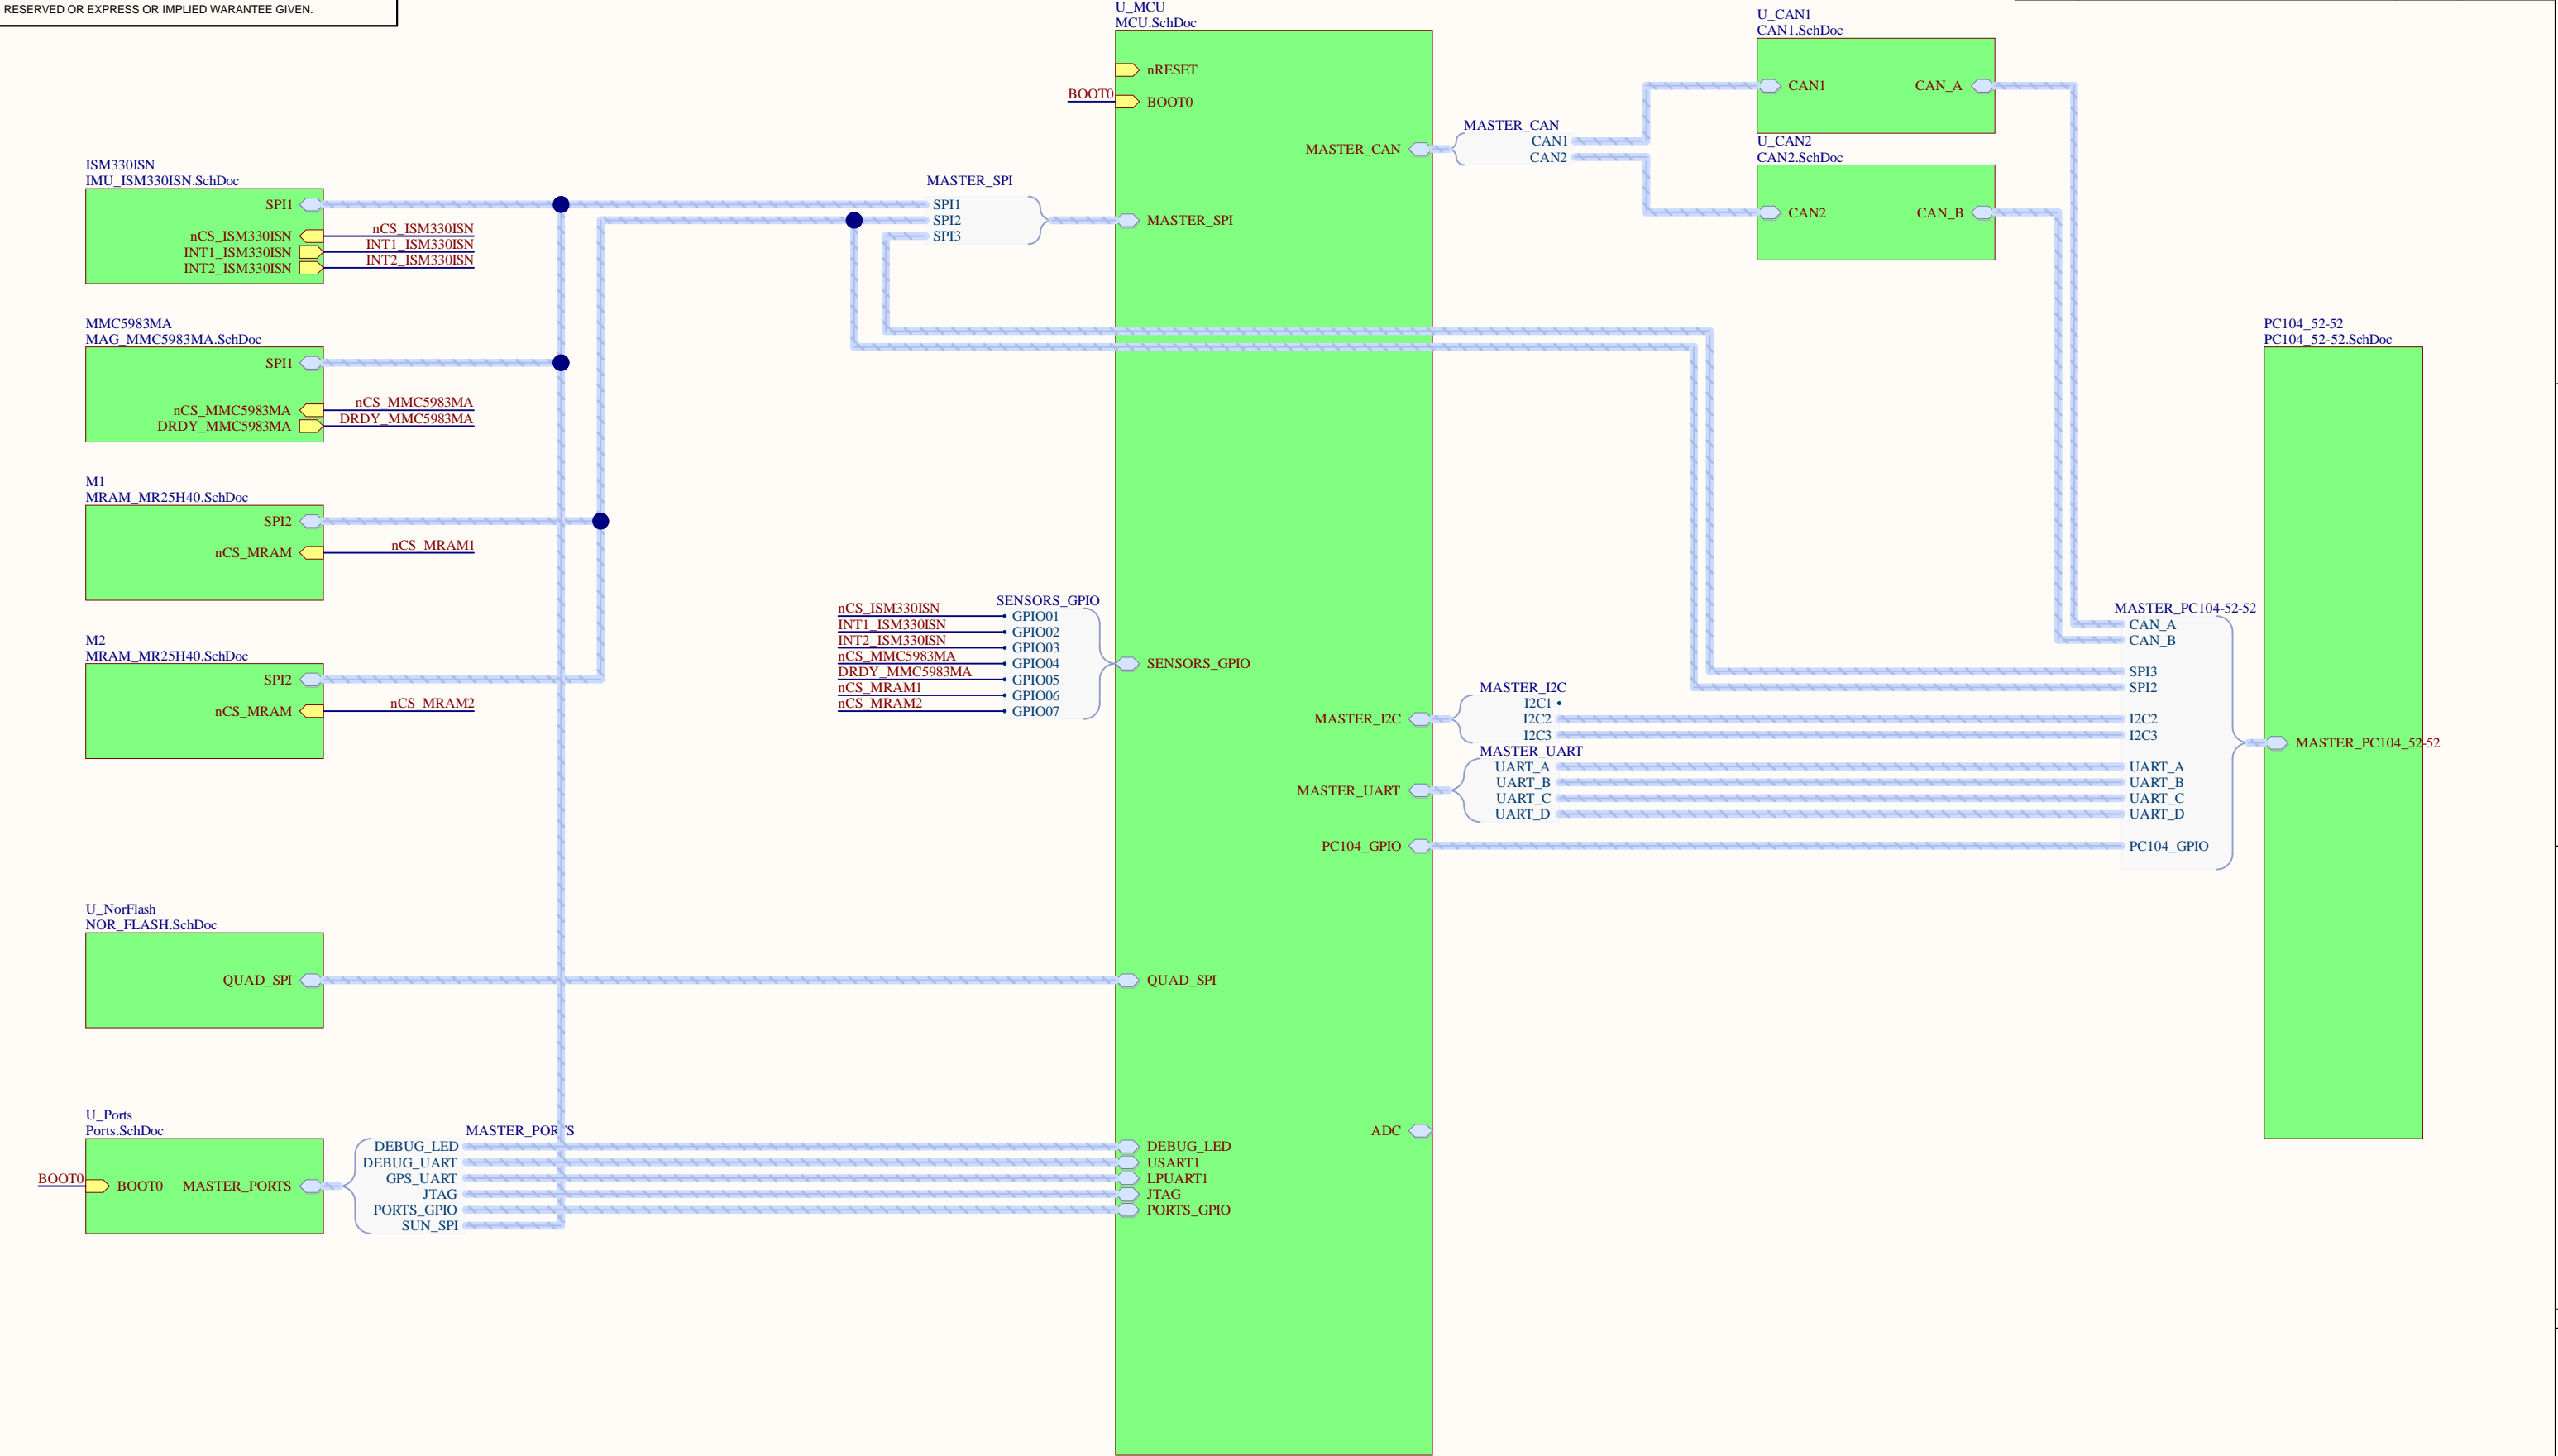 RESERVED OR EXPRESS OR IMPLIED WARANTEE GIVEN.
U_MCU
MCU.SchDoc
nRESET
BOOT0
BOOT0
MASTER_CAN
MASTER_SPI
SENSORS_GPIO
MASTER_I2C
MASTER_UART
PC104_GPIO
QUAD_SPI
ADC
DEBUG_LED
USART1
LPUART1
JTAG
PORTS_GPIO
U_CAN1
CAN1.SchDoc
CAN1
CAN_A
U_CAN2
CAN2.SchDoc
CAN2
CAN_B
MASTER_CAN
CAN1
CAN2
ISM330ISN
IMU_ISM330ISN.SchDoc
SPI1
nCS_ISM330ISN
nCS_ISM330ISN
INT1_ISM330ISN
INT1_ISM330ISN
INT2_ISM330ISN
INT2_ISM330ISN
MASTER_SPI
SPI1
SPI2
SPI3
MMC5983MA
MAG_MMC5983MA.SchDoc
SPI1
nCS_MMC5983MA
nCS_MMC5983MA
DRDY_MMC5983MA
DRDY_MMC5983MA
M1
MRAM_MR25H40.SchDoc
SPI2
nCS_MRAM
nCS_MRAM1
M2
MRAM_MR25H40.SchDoc
SPI2
nCS_MRAM
nCS_MRAM2
SENSORS_GPIO
nCS_ISM330ISN
GPIO01
INT1_ISM330ISN
GPIO02
INT2_ISM330ISN
GPIO03
nCS_MMC5983MA
GPIO04
DRDY_MMC5983MA
GPIO05
nCS_MRAM1
GPIO06
nCS_MRAM2
GPIO07
MASTER_I2C
I2C1
I2C2
I2C3
MASTER_UART
UART_A
UART_B
UART_C
UART_D
PC104_52-52
PC104_52-52.SchDoc
MASTER_PC104_52-52
MASTER_PC104-52-52
CAN_A
CAN_B
SPI3
SPI2
I2C2
I2C3
UART_A
UART_B
UART_C
UART_D
PC104_GPIO
U_NorFlash
NOR_FLASH.SchDoc
QUAD_SPI
U_Ports
Ports.SchDoc
BOOT0
BOOT0
MASTER_PORTS
MASTER_PORTS
DEBUG_LED
DEBUG_UART
GPS_UART
JTAG
PORTS_GPIO
SUN_SPI